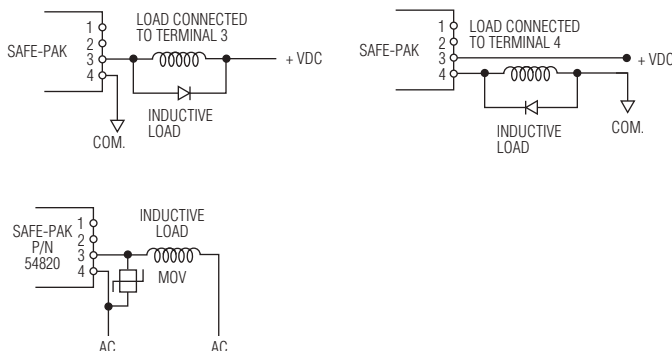 LOAD CONNECTED
TO TERMINAL 3
SAFE-PAK
1
2
3
4
+ VDC
INDUCTIVE
LOAD
COM.
LOAD CONNECTED
TO TERMINAL 4
SAFE-PAK
1
2
3
4
+ VDC
INDUCTIVE
LOAD
COM.
SAFE-PAK
P/N
54820
1
2
3
4
INDUCTIVE
LOAD
MOV
AC
AC